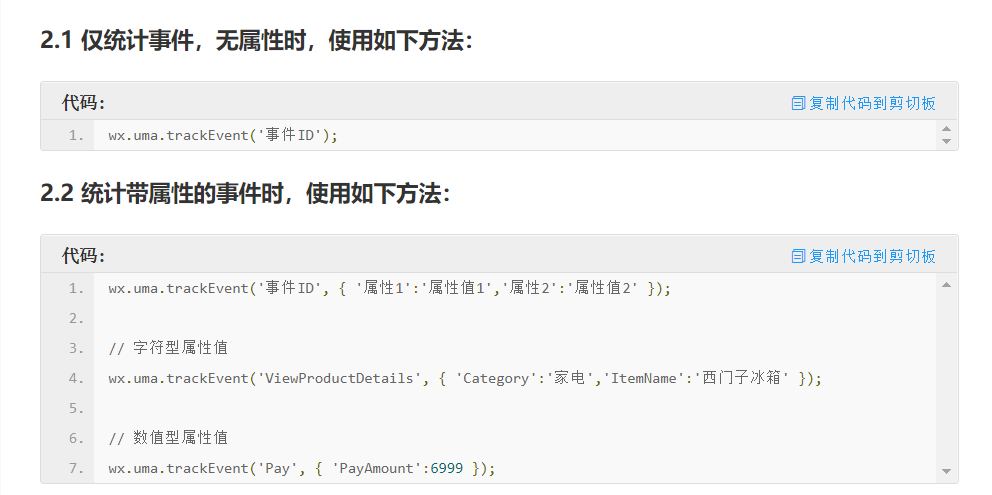 2.1 仅统计事件，无属性时，使用如下方法：
代码：
复制代码到剪切板
1. wx.uma.trackEvent('事件ID');
2.2 统计带属性的事件时，使用如下方法：
代码：
复制代码到剪切板
1. wx.uma.trackEvent('事件ID', { '属性1':'属性值1','属性2':'属性值2' });
2.
3. // 字符型属性值
4. wx.uma.trackEvent('ViewProductDetails', { 'Category':'家电','ItemName':'西门子冰箱' });
5.
6. // 数值型属性值
7. wx.uma.trackEvent('Pay', { 'PayAmount':6999 });